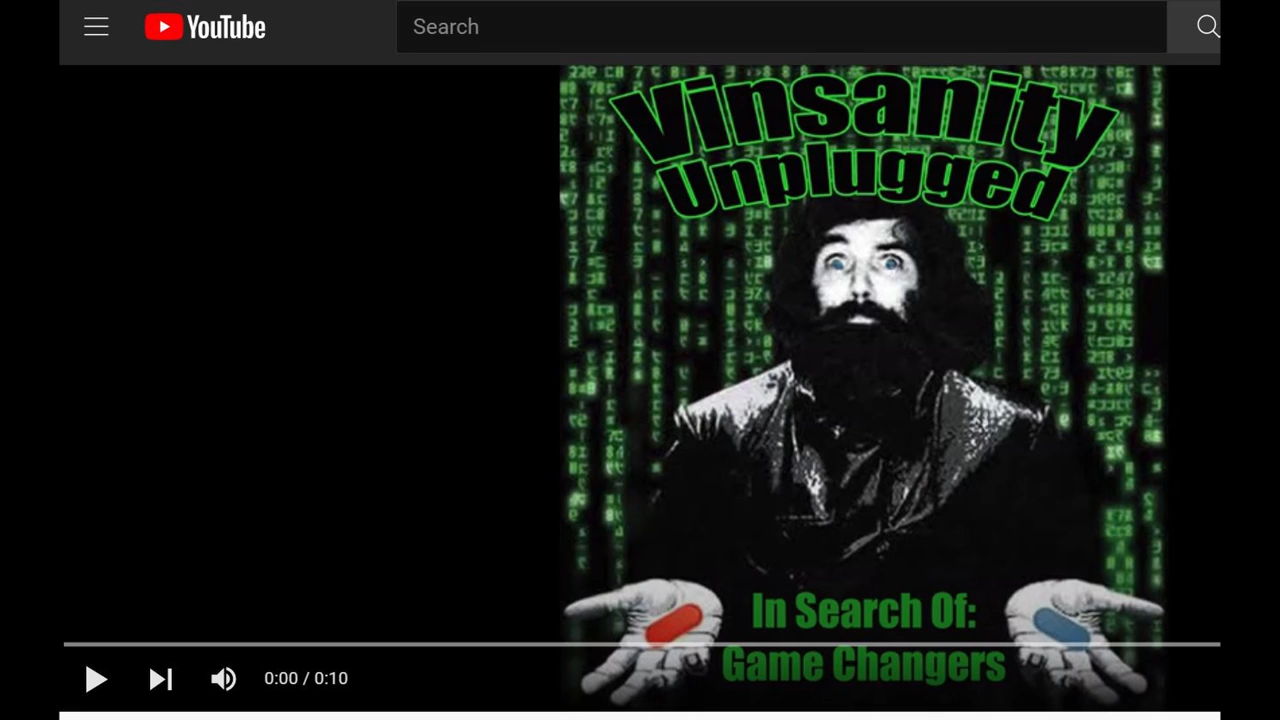 YouTube
Search
Vinsanity
Unplugged
In Search Of:
Game Changers
0:00 / 0:10